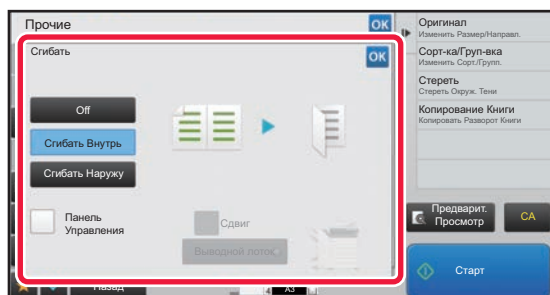 Прочие
OK
Сгибать
OK
Off
Сгибать Внутрь
Сгибать Наружу
Панель
Управления
Сдвиг
Выводной лоток
Назад
4
A3
Оригинал
Изменить Размер/Направл.
Сорт-ка/Груп-вка
Изменить Сорт./Групп.
Стереть
Стереть Окруж. Тени
Копирование Книги
Копировать Разворот Книги
Предварит.
Просмотр
CA
Старт